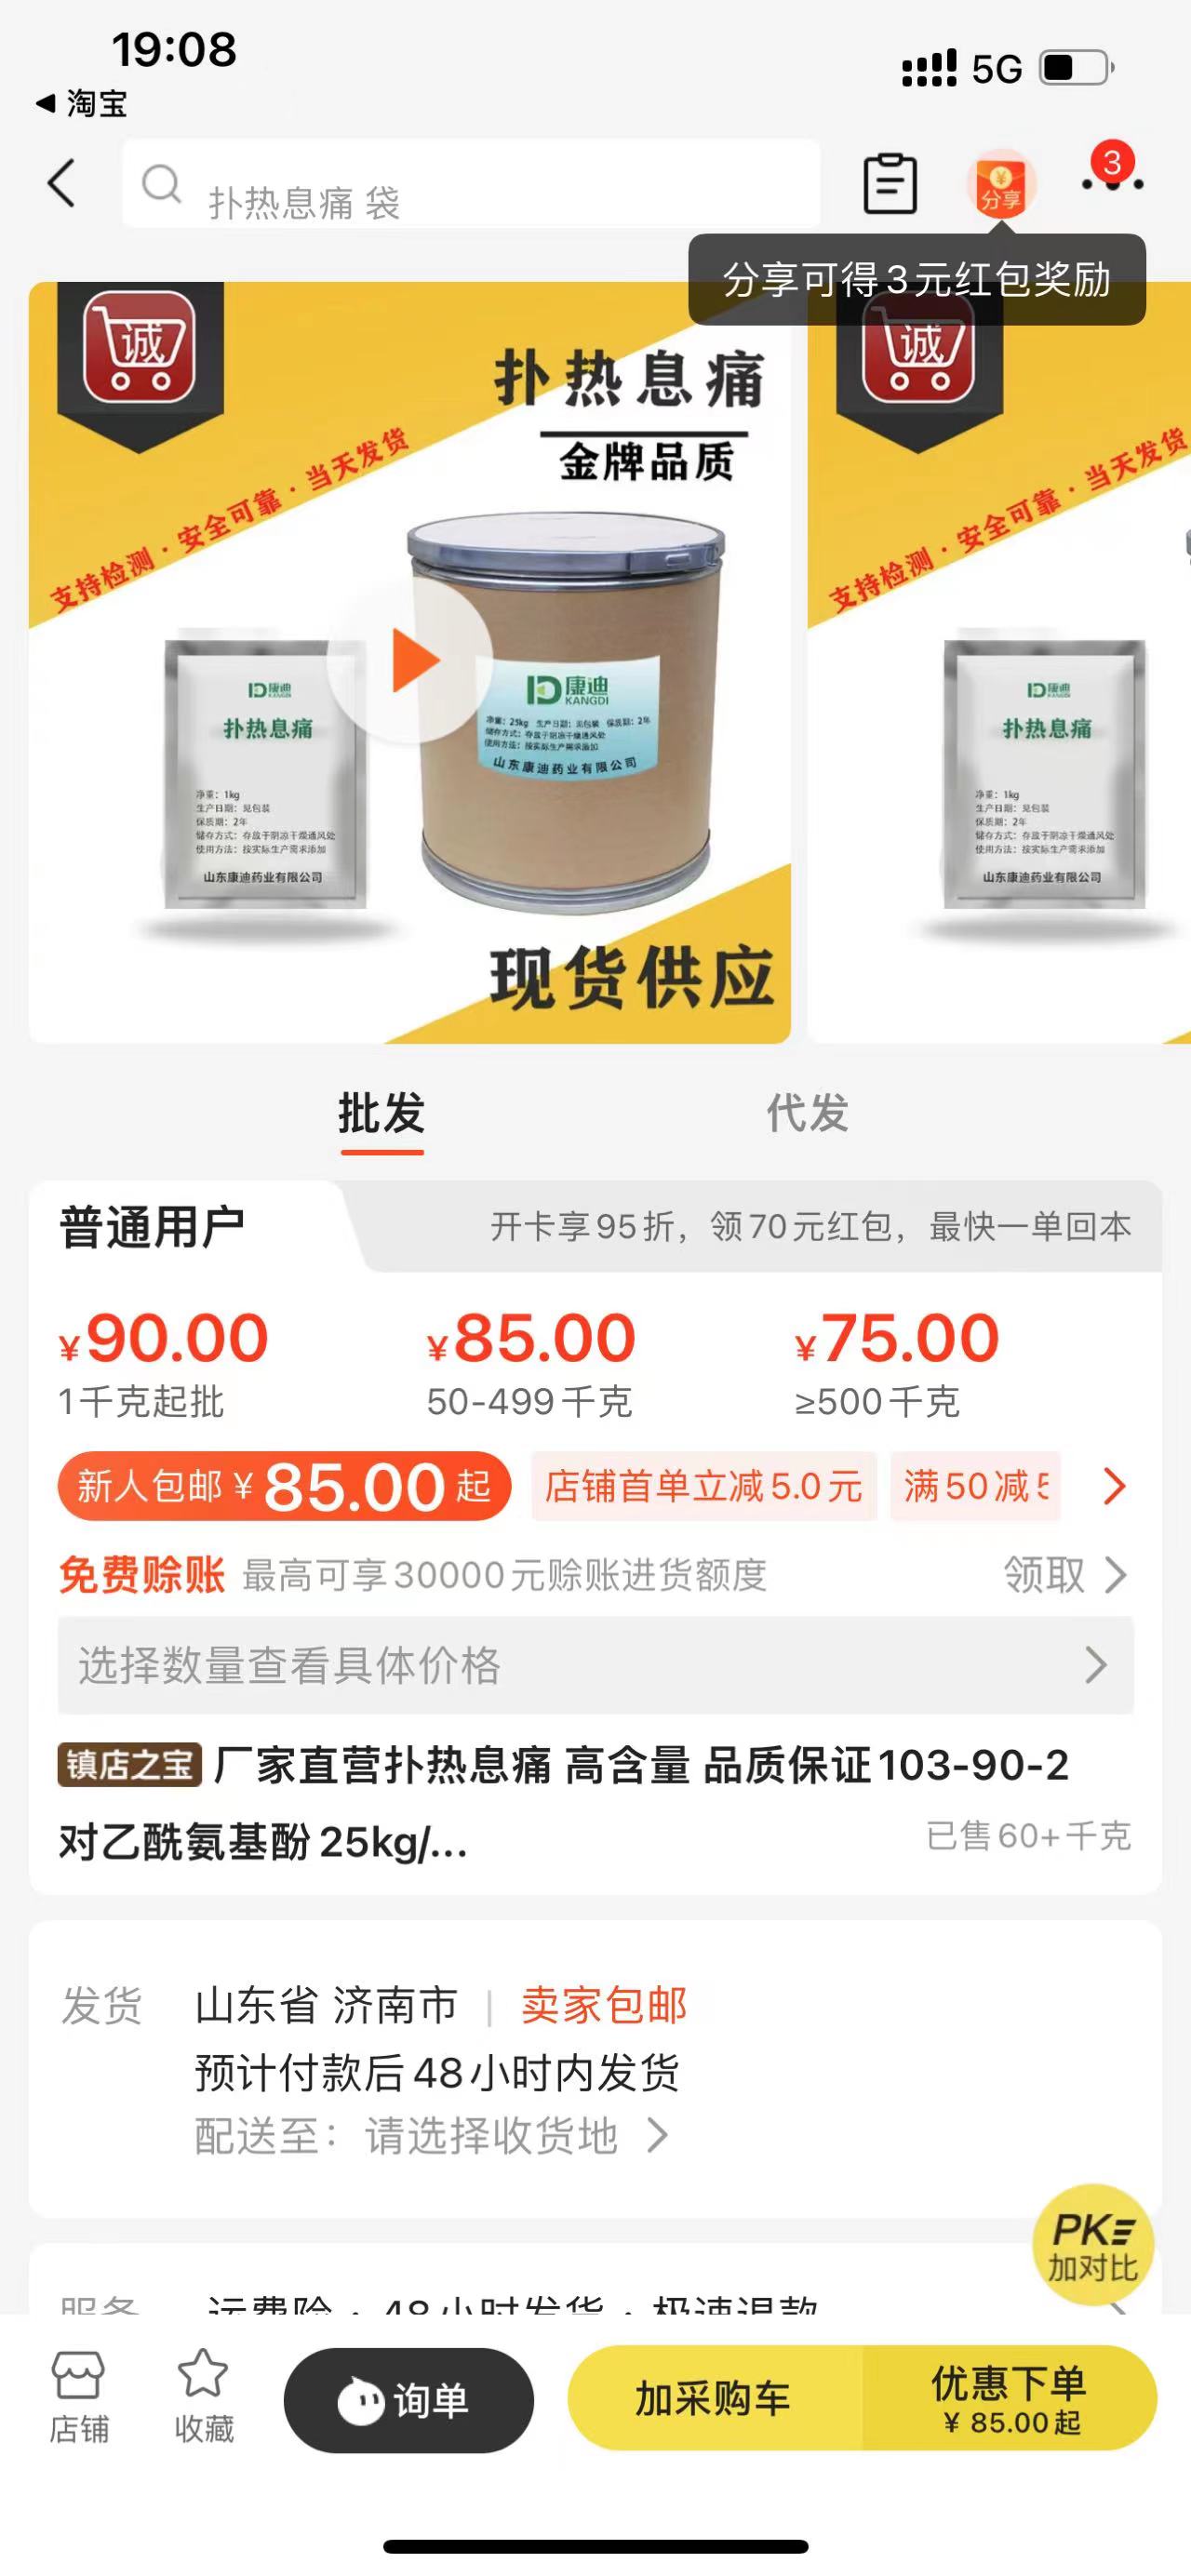 19:08
5G
淘宝
扑热息痛 袋
分享
3
分享可得3元红包奖励
诚
扑热息痛
金牌品质
支持检测·安全可靠·当天发货
康迪
KANGDI
净重：25kg 生产日期：见包装 保质期：2年
储存方式：存放于阴凉干燥通风处
使用方法：按实际生产需求添加
山东康迪药业有限公司
康迪
扑热息痛
净重：1kg
生产日期：见包装
保质期：2年
储存方式：存放于阴凉干燥通风处
使用方法：按实际生产需求添加
山东康迪药业有限公司
现货供应
诚
支持检测·安全可靠·当天发货
康迪
扑热息痛
净重：1kg
生产日期：见包装
保质期：2年
储存方式：存放于阴凉干燥通风处
使用方法：按实际生产需求添加
山东康迪药业有限公司
批发
代发
普通用户
开卡享95折，领70元红包，最快一单回本
¥90.00
¥85.00
¥75.00
1千克起批
50-499千克
≥500千克
新人包邮¥85.00起
店铺首单立减5.0元
满50减5
免费赊账 最高可享30000元赊账进货额度
领取
选择数量查看具体价格
镇店之宝 厂家直营扑热息痛 高含量 品质保证103-90-2
对乙酰氨基酚25kg/...
已售60+千克
发货
山东省 济南市 | 卖家包邮
预计付款后48小时内发货
配送至：请选择收货地
PK
加对比
服务
运费险·48小时发货·极速退款
店铺
收藏
询单
加采购车
优惠下单
¥ 85.00起